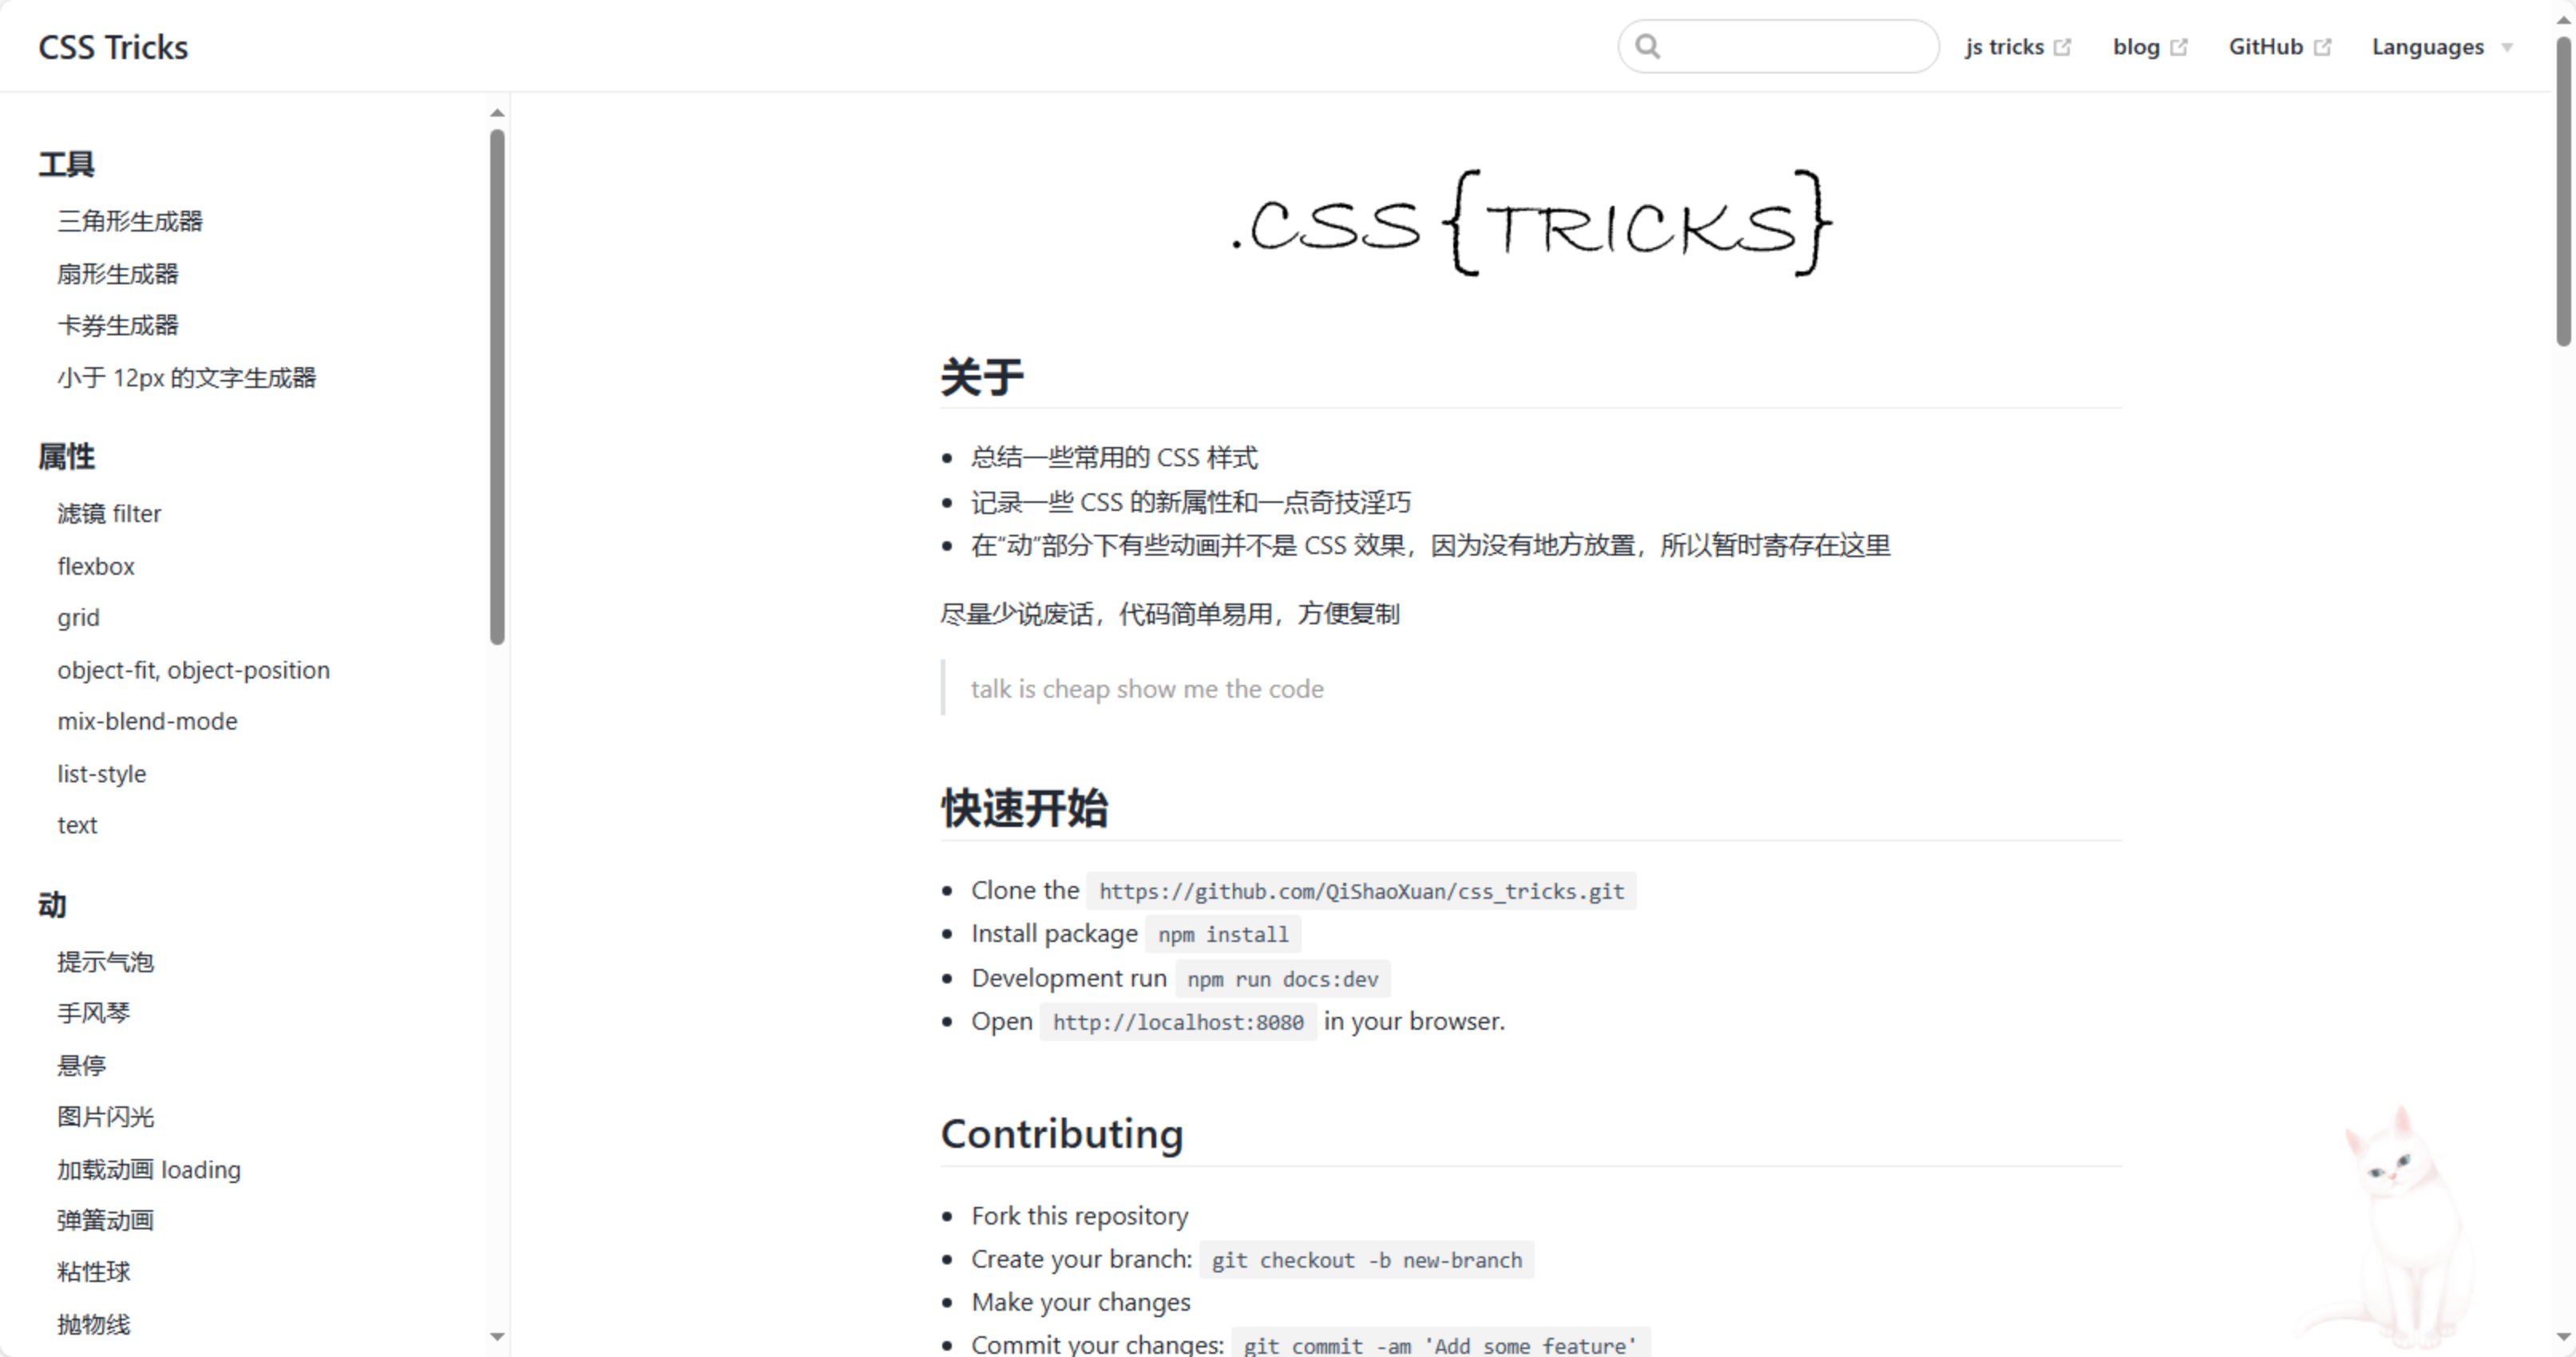 CSS Tricks
js tricks
blog
GitHub
Languages
工具
三角形生成器
扇形生成器
卡券生成器
小于 12px 的文字生成器
属性
滤镜 filter
flexbox
grid
object-fit, object-position
mix-blend-mode
list-style
text
动
提示气泡
手风琴
悬停
图片闪光
加载动画 loading
弹簧动画
粘性球
抛物线
.CSS {TRICKS}
关于
总结一些常用的 CSS 样式
记录一些 CSS 的新属性和一点奇技淫巧
在“动”部分下有些动画并不是 CSS 效果，因为没有地方放置，所以暂时寄存在这里
尽量少说废话，代码简单易用，方便复制
talk is cheap show me the code
快速开始
Clone the https://github.com/QiShaoXuan/css_tricks.git
Install package npm install
Development run npm run docs:dev
Open http://localhost:8080 in your browser.
Contributing
Fork this repository
Create your branch: git checkout -b new-branch
Make your changes
Commit your changes: git commit -am 'Add some feature'